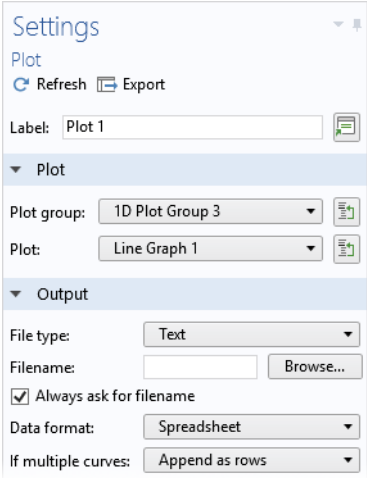 Settings
Plot
Refresh Export
Label: Plot 1
Plot
Plot group: 1D Plot Group 3
Plot: Line Graph 1
Output
File type: Text
Filename: Browse...
Always ask for filename
Data format: Spreadsheet
If multiple curves: Append as rows